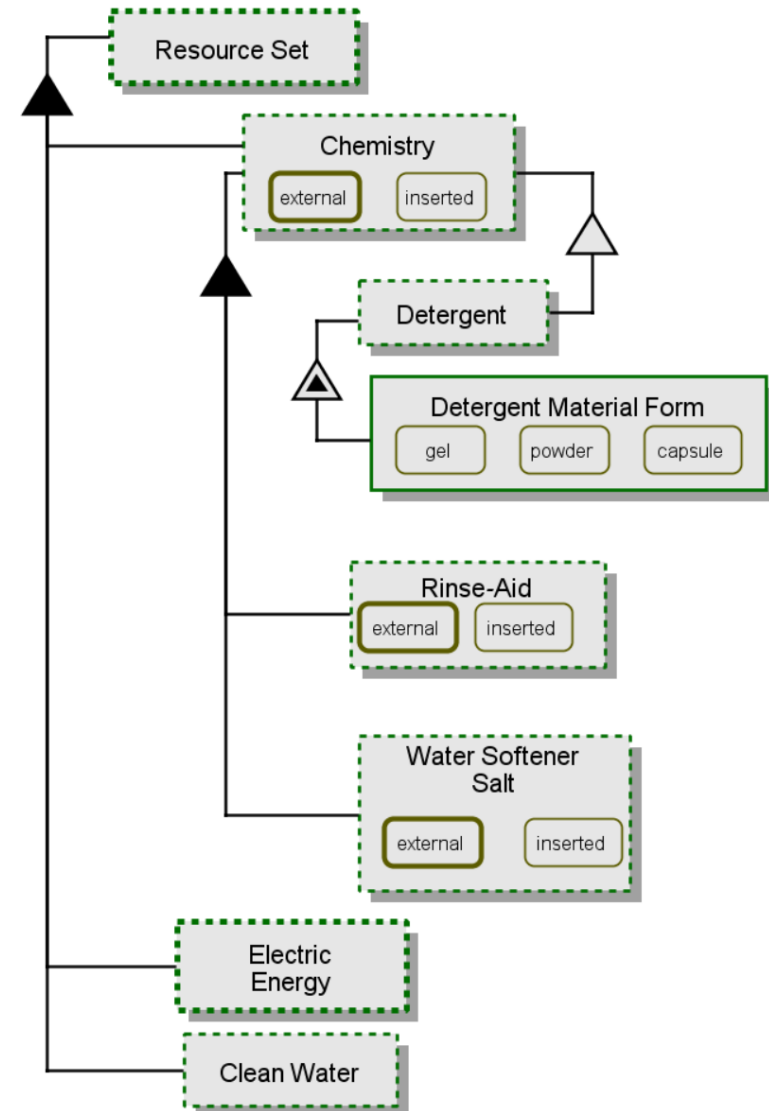 Resource Set
Chemistry
external
inserted
Detergent
Detergent Material Form
gel
powder
capsule
Rinse-Aid
external
inserted
Water Softener
Salt
external
inserted
Electric
Energy
Clean Water